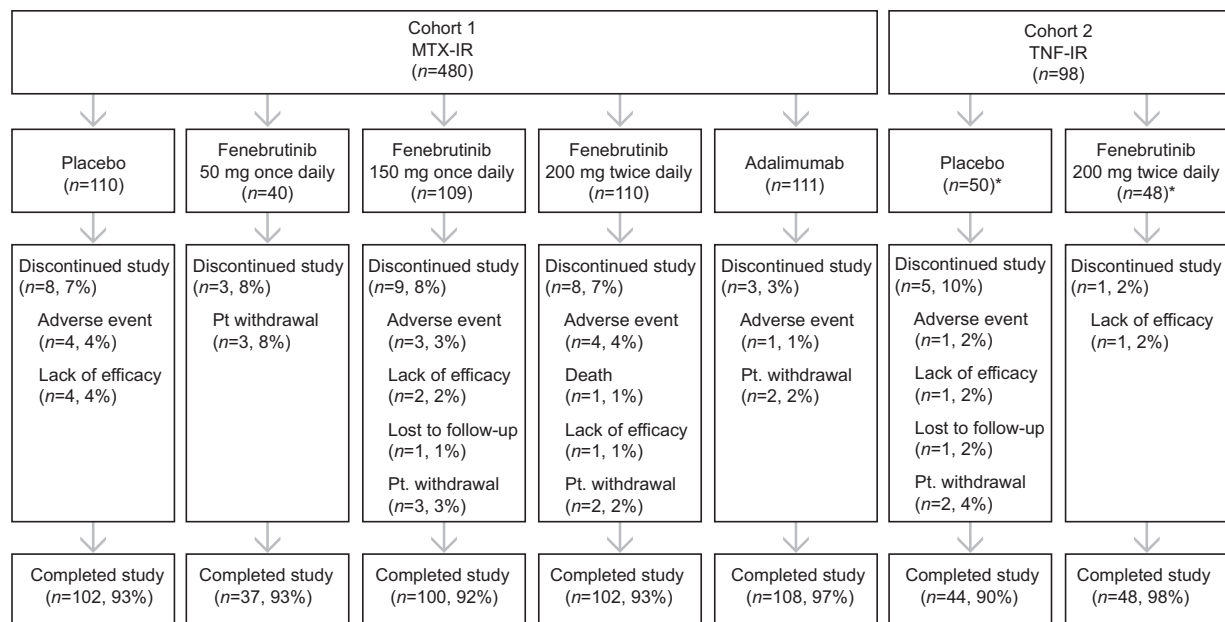 Cohort 1
MTX-IR
(n=480)
Cohort 2
TNF-IR
(n=98)
Placebo
(n=110)
Fenebrutinib
50 mg once daily
(n=40)
Fenebrutinib
150 mg once daily
(n=109)
Fenebrutinib
200 mg twice daily
(n=110)
Adalimumab
(n=111)
Placebo
(n=50)*
Fenebrutinib
200 mg twice daily
(n=48)*
Discontinued study
(n=8, 7%)
Adverse event
(n=4, 4%)
Lack of efficacy
(n=4, 4%)
Discontinued study
(n=3, 8%)
Pt withdrawal
(n=3, 8%)
Discontinued study
(n=9, 8%)
Adverse event
(n=3, 3%)
Lack of efficacy
(n=2, 2%)
Lost to follow-up
(n=1, 1%)
Pt. withdrawal
(n=3, 3%)
Discontinued study
(n=8, 7%)
Adverse event
(n=4, 4%)
Death
(n=1, 1%)
Lack of efficacy
(n=1, 1%)
Pt. withdrawal
(n=2, 2%)
Discontinued study
(n=3, 3%)
Adverse event
(n=1, 1%)
Pt. withdrawal
(n=2, 2%)
Discontinued study
(n=5, 10%)
Adverse event
(n=1, 2%)
Lack of efficacy
(n=1, 2%)
Lost to follow-up
(n=1, 2%)
Pt. withdrawal
(n=2, 4%)
Discontinued study
(n=1, 2%)
Lack of efficacy
(n=1, 2%)
Completed study
(n=102, 93%)
Completed study
(n=37, 93%)
Completed study
(n=100, 92%)
Completed study
(n=102, 93%)
Completed study
(n=108, 97%)
Completed study
(n=44, 90%)
Completed study
(n=48, 98%)